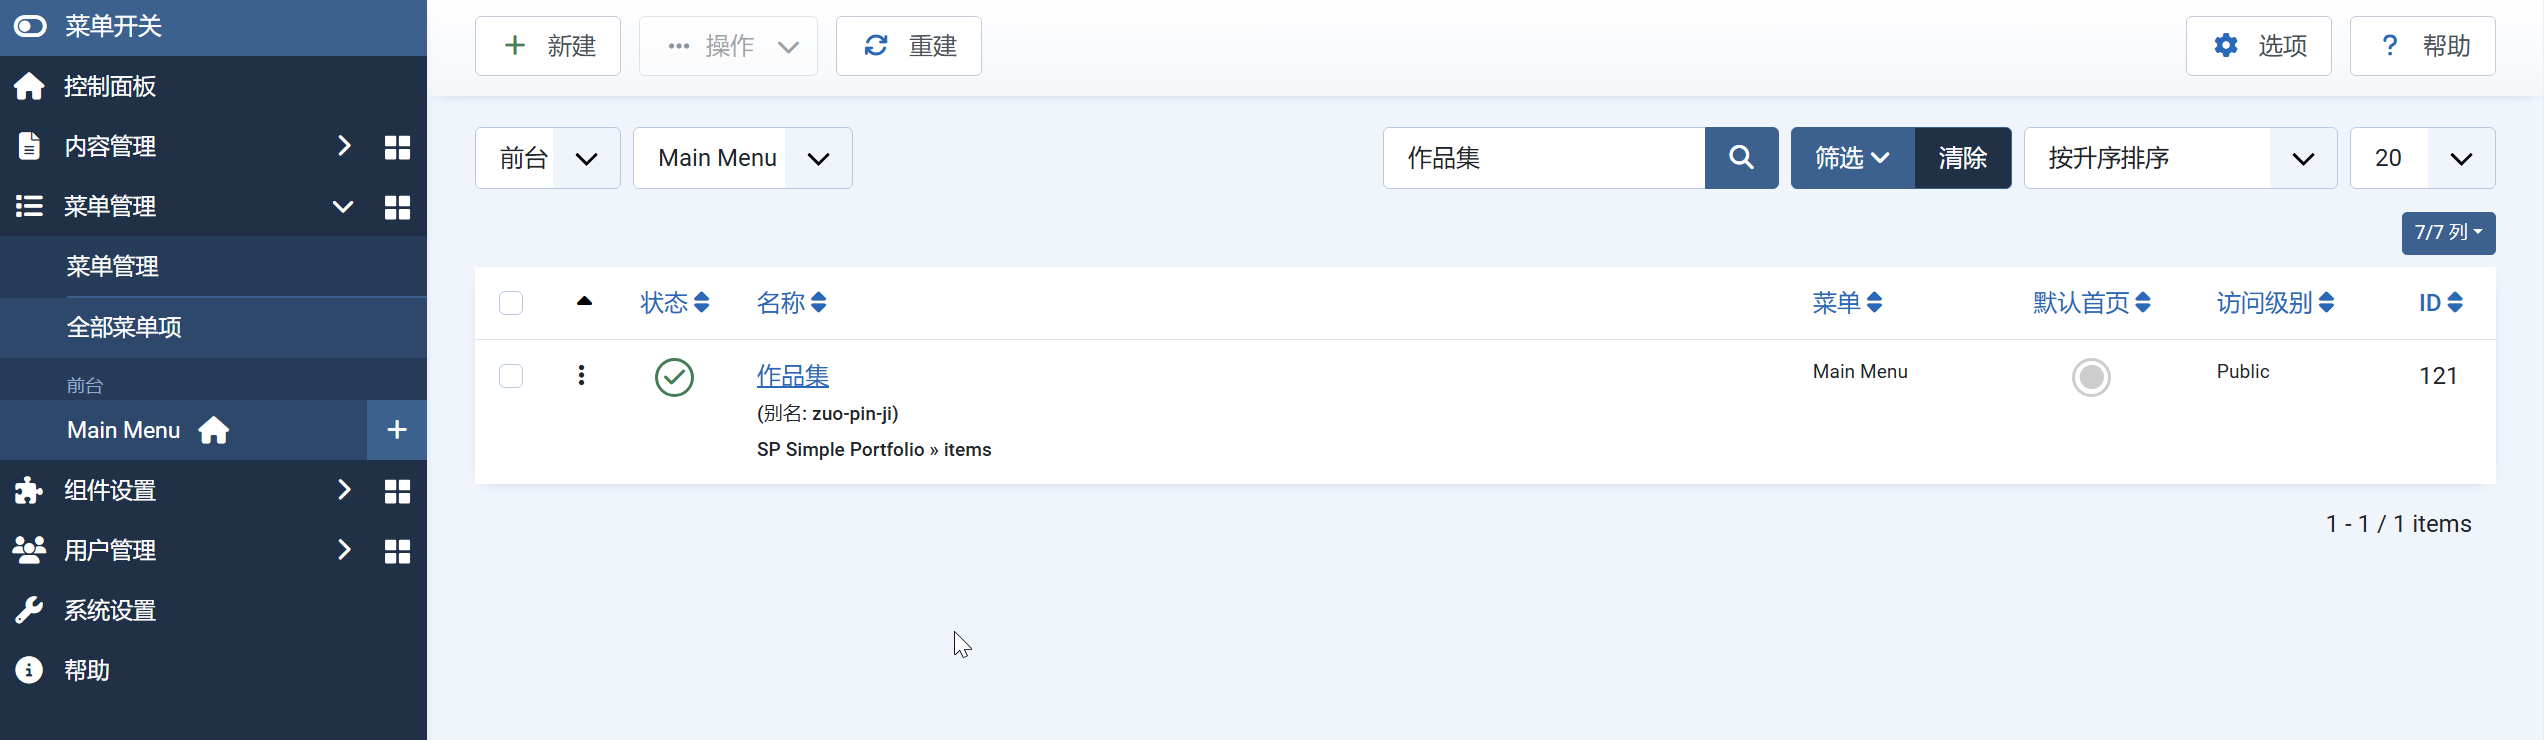 菜单开关
控制面板
内容管理
菜单管理
菜单管理
全部菜单项
前台
Main Menu
组件设置
用户管理
系统设置
帮助
新建 操作 重建 选项 ? 帮助
前台 Main Menu 作品集 筛选 清除 按升序排序 20
7/7 列
状态 名称 菜单 默认首页 访问级别 ID
作品集 Main Menu Public 121
(别名: zuo-pin-ji)
SP Simple Portfolio » items
1 - 1 / 1 items